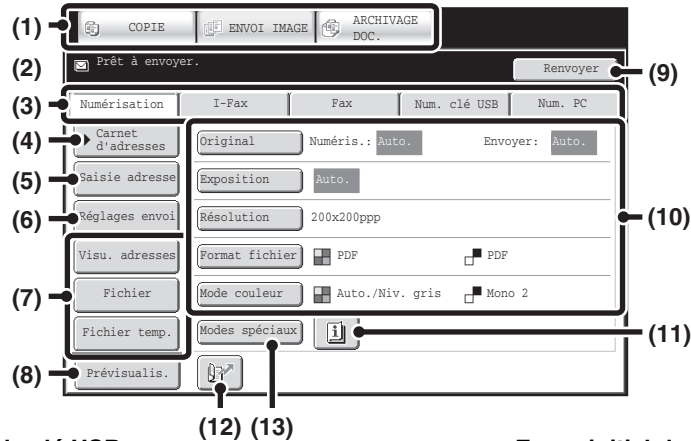 (1)
COPIE
ENVOI IMAGE
ARCHIVAGE
DOC.
(2)
Prêt à envoyer.
Renvoyer
(9)
(3)
Numérisation
I-Fax
Fax
Num. clé USB
Num. PC
(4)
Carnet
d'adresses
Original
Numéris.: Auto.
Envoyer: Auto.
(5)
Saisie adresse
Exposition
Auto.
(6)
Réglages envoi
Résolution
200x200ppp
(10)
Visu. adresses
Format fichier
PDF
PDF
(7)
Fichier
Mode couleur
Auto./Niv. gris
Mono 2
Fichier temp.
Modes spéciaux
(11)
(8)
Prévisualis.
(12)
(13)